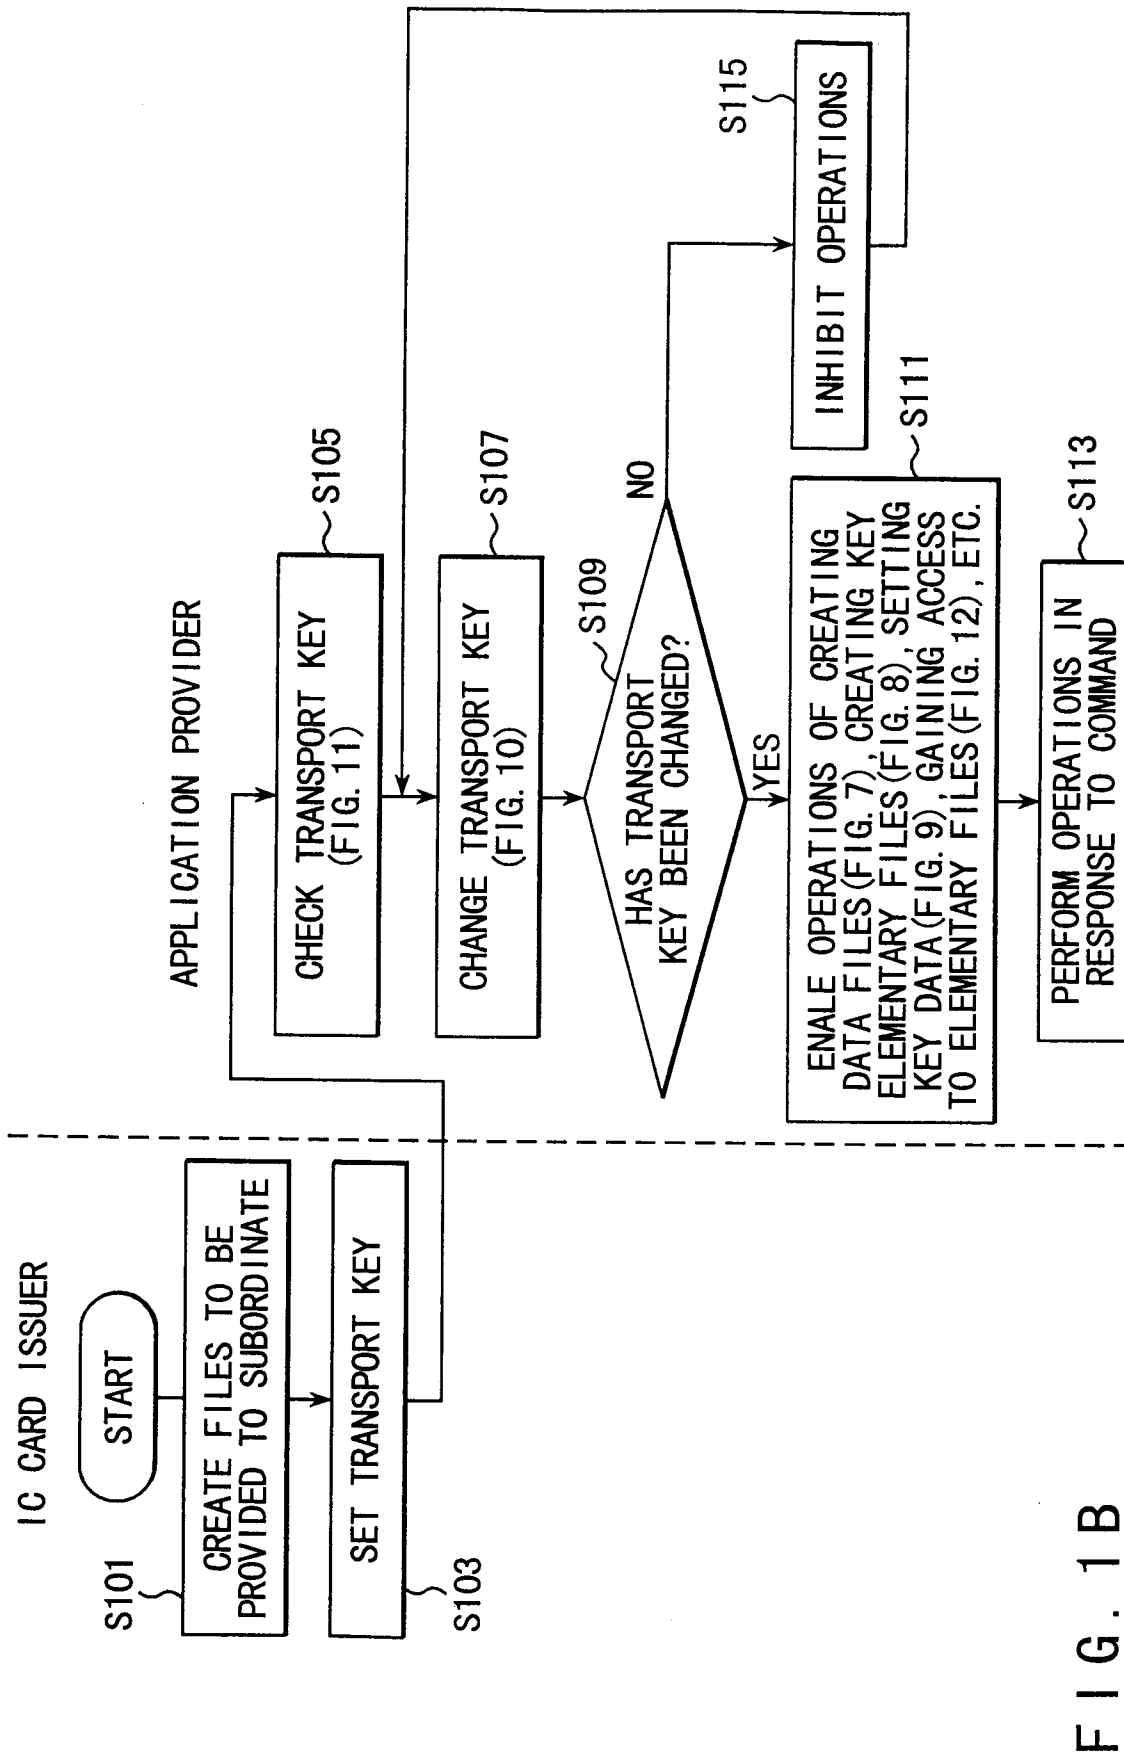 IC CARD ISSUER
START
S101
CREATE FILES TO BE
PROVIDED TO SUBORDINATE
SET TRANSPORT KEY
S103
APPLICATION PROVIDER
CHECK TRANSPORT KEY
(FIG. 11)
S105
CHANGE TRANSPORT KEY
(FIG. 10)
S107
HAS TRANSPORT
KEY BEEN CHANGED?
S109
NO
YES
INHIBIT OPERATIONS
S115
ENALE OPERATIONS OF CREATING
DATA FILES(FIG. 7), CREATING KEY
ELEMENTARY FILES(FIG. 8), SETTING
KEY DATA(FIG. 9), GAINING ACCESS
TO ELEMENTARY FILES(FIG. 12), ETC.
S111
PERFORM OPERATIONS IN
RESPONSE TO COMMAND
S113
FIG. 1B